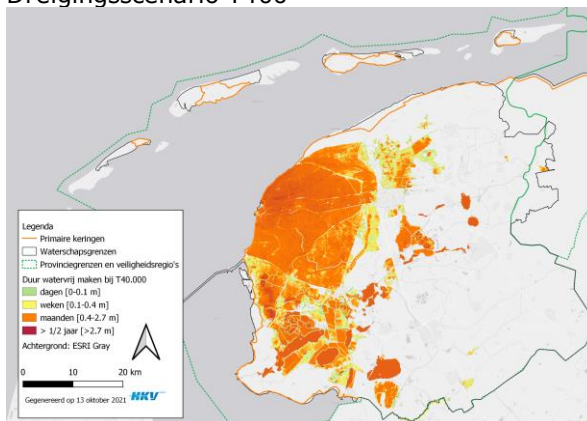 Dreigingsscenario T400
Legenda
Primaire keringen
Waterschapsgrenzen
Provinciegrenzen en veiligheidsregio's
Duur watervrij maken bij T40.000
dagen [0-0.1 m]
weken [0.1-0.4 m]
maanden [0.4-2.7 m]
> 1/2 jaar [>2.7 m]
Achtergrond: ESRI Gray
0 10 20 km
Gegenereerd op 13 oktober 2021 HKV